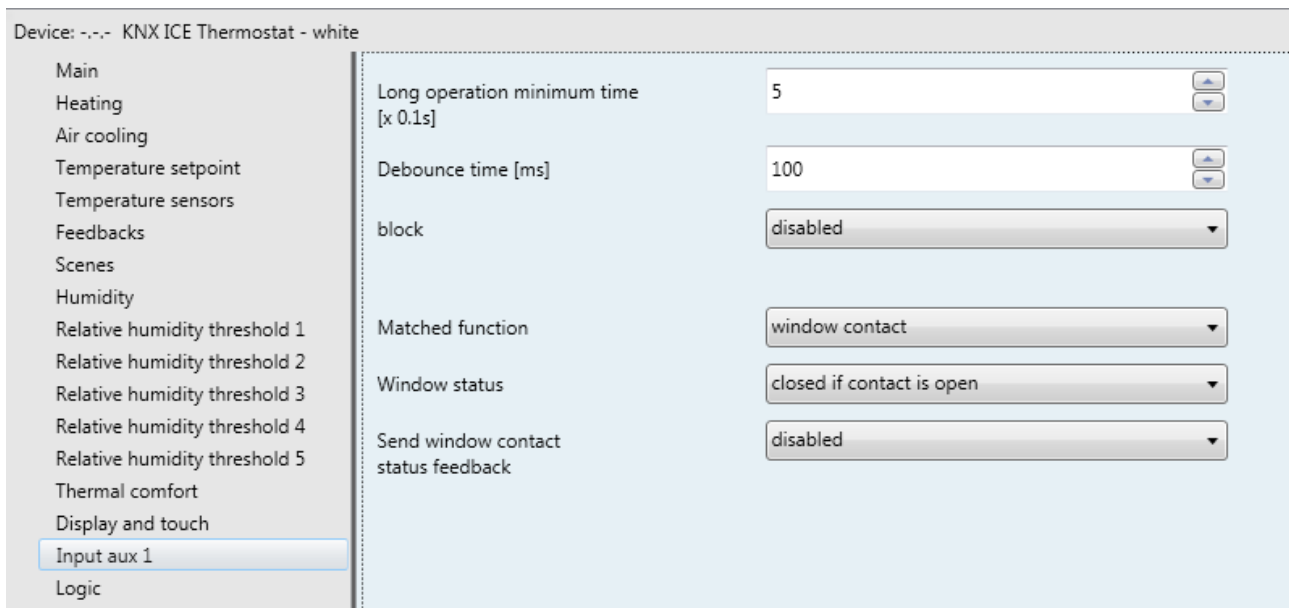 Device: -.-.- KNX ICE Thermostat - white
Main
Heating
Air cooling
Temperature setpoint
Temperature sensors
Feedbacks
Scenes
Humidity
Relative humidity threshold 1
Relative humidity threshold 2
Relative humidity threshold 3
Relative humidity threshold 4
Relative humidity threshold 5
Thermal comfort
Display and touch
Input aux 1
Logic
Long operation minimum time
[x 0.1s]
5
Debounce time [ms]
100
block
disabled
Matched function
window contact
Window status
closed if contact is open
Send window contact
status feedback
disabled